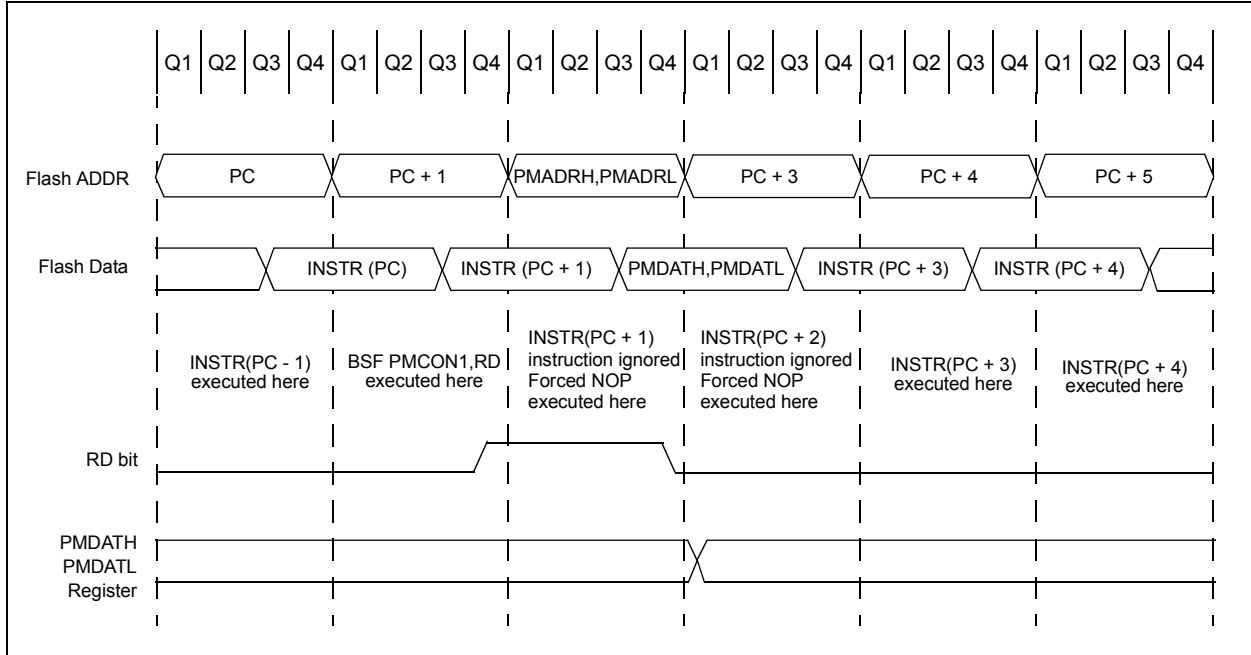 Q1 Q2 Q3 Q4 Q1 Q2 Q3 Q4 Q1 Q2 Q3 Q4 Q1 Q2 Q3 Q4 Q1 Q2 Q3 Q4 Q1 Q2 Q3 Q4
Flash ADDR PC PC + 1 PMADRH,PMADRL PC + 3 PC + 4 PC + 5
Flash Data INSTR (PC) INSTR (PC + 1) PMDATH,PMDATL INSTR (PC + 3) INSTR (PC + 4)
INSTR(PC - 1)
executed here
BSF PMCON1,RD
executed here
INSTR(PC + 1)
instruction ignored
Forced NOP
executed here
INSTR(PC + 2)
instruction ignored
Forced NOP
executed here
INSTR(PC + 3)
executed here
INSTR(PC + 4)
executed here
RD bit
PMDATH
PMDATL
Register